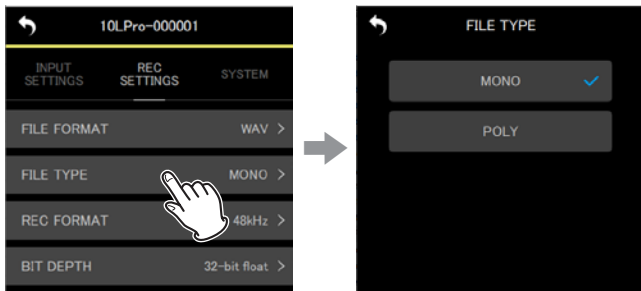 10LPro-000001
INPUT SETTINGS
REC SETTINGS
SYSTEM
FILE FORMAT WAV >
FILE TYPE MONO >
REC FORMAT 48kHz >
BIT DEPTH 32-bit float >
FILE TYPE
MONO
POLY